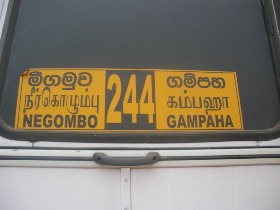 මීගමුව
நீர்கொழும்பு
NEGOMBO
244
ගම්පහ
கம்பஹா
GAMPAHA